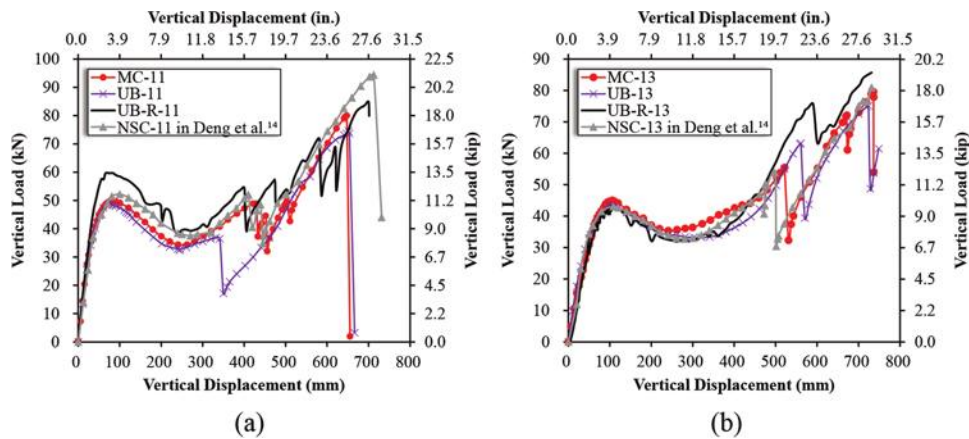 Vertical Displacement (in.)
0.0 3.9 7.9 11.8 15.7 19.7 23.6 27.6 31.5
100 90 80 70 60 50 40 30 20 10 0
Vertical Load (kN)
MC-11
UB-11
UB-R-11
NSC-11 in Deng et al.¹⁴
22.5 20.2 18.0 15.7 13.5 11.2 9.0 6.7 4.5 2.2 0.0
Vertical Load (kip)
0 100 200 300 400 500 600 700 800
Vertical Displacement (mm)
(a)
Vertical Displacement (in.)
0.0 3.9 7.9 11.8 15.7 19.7 23.6 27.6 31.5
90 80 70 60 50 40 30 20 10 0
Vertical Load (kN)
MC-13
UB-13
UB-R-13
NSC-13 in Deng et al.¹⁴
20.2 18.0 15.7 13.5 11.2 9.0 6.7 4.5 2.2 0.0
Vertical Load (kip)
0 100 200 300 400 500 600 700 800
Vertical Displacement (mm)
(b)